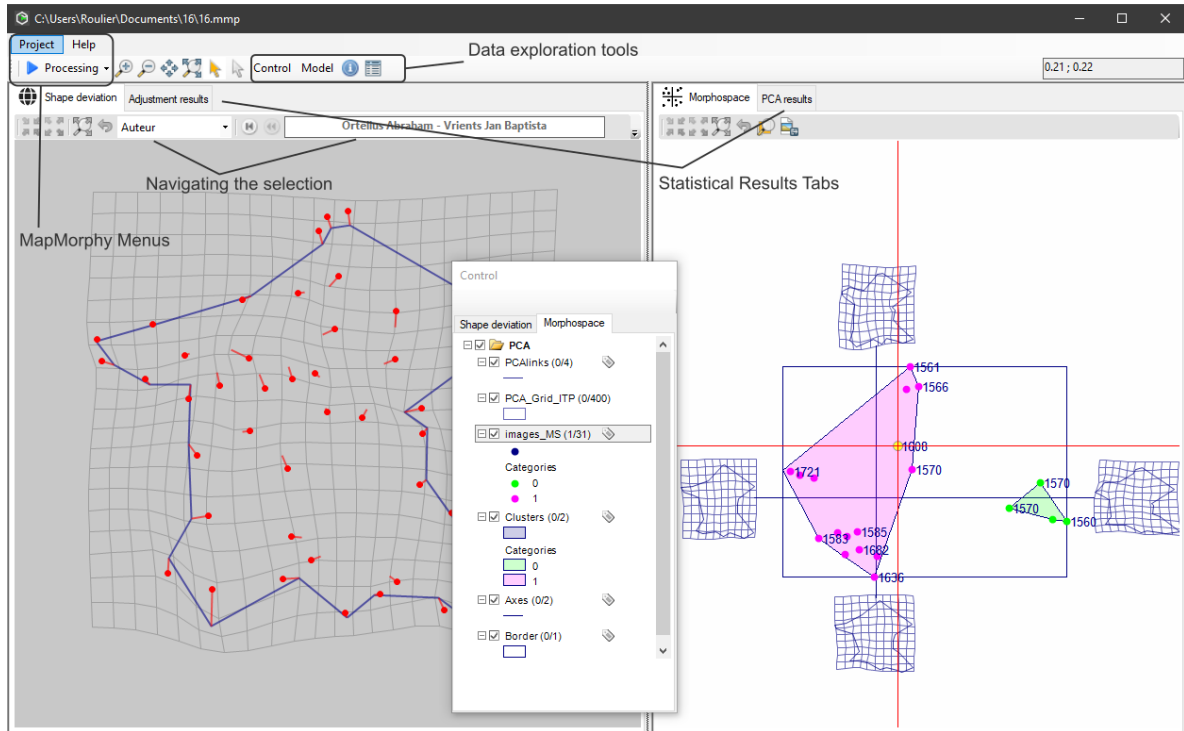 C:\Users\Roulier\Documents\16\16.mmp
Project Help
Data exploration tools
Processing
Control Model
0.21 ; 0.22
Shape deviation Adjustment results
Morphospace PCA results
Auteur
Ortelius Abraham - Vrients Jan Baptista
Navigating the selection
Statistical Results Tabs
MapMorphy Menus
Control
Shape deviation Morphospace
PCA
PCAlinks (0/4)
PCA_Grid_ITP (0/400)
images_MS (1/31)
Categories
0
1
Clusters (0/2)
Categories
0
1
Axes (0/2)
Border (0/1)
1561
1566
1608
1721
1570
1570
1570
1560
1583
1585
1682
1636